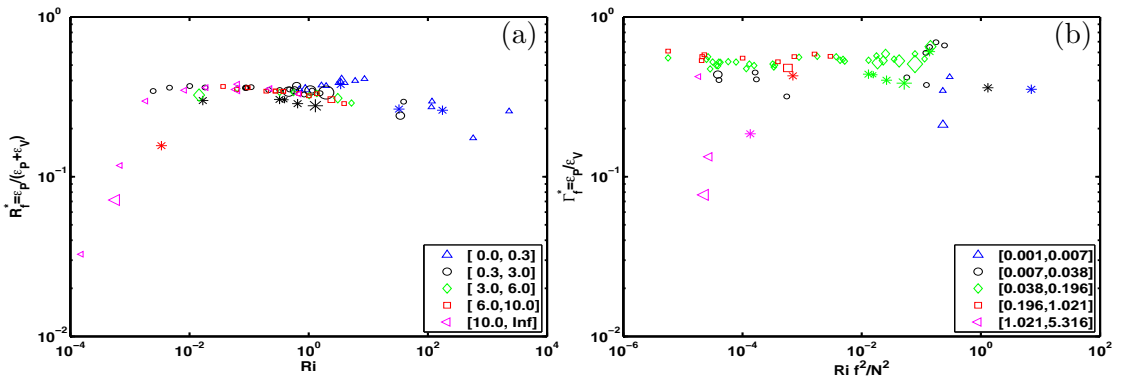 (a)
10^0
10^-1
10^-2
R_f^*=ε_P/(ε_P+ε_V)
[ 0.0, 0.3]
[ 0.3, 3.0]
[ 3.0, 6.0]
[ 6.0,10.0]
[10.0, Inf]
10^-4
10^-2
10^0
10^2
10^4
Ri
(b)
10^0
10^-1
10^-2
Γ_f^*=ε_P/ε_V
[0.001,0.007]
[0.007,0.038]
[0.038,0.196]
[0.196,1.021]
[1.021,5.316]
10^-6
10^-4
10^-2
10^0
10^2
Ri f^2/N^2